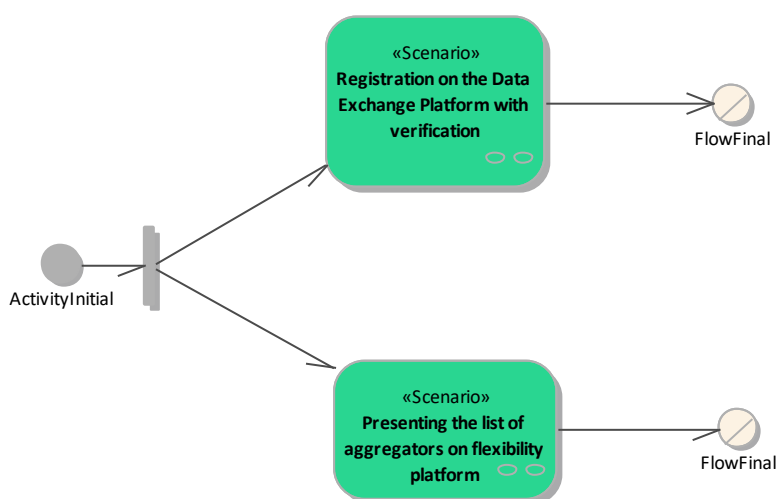 «Scenario»
Registration on the Data
Exchange Platform with
verification
FlowFinal
ActivityInitial
«Scenario»
Presenting the list of
aggregators on flexibility
platform
FlowFinal